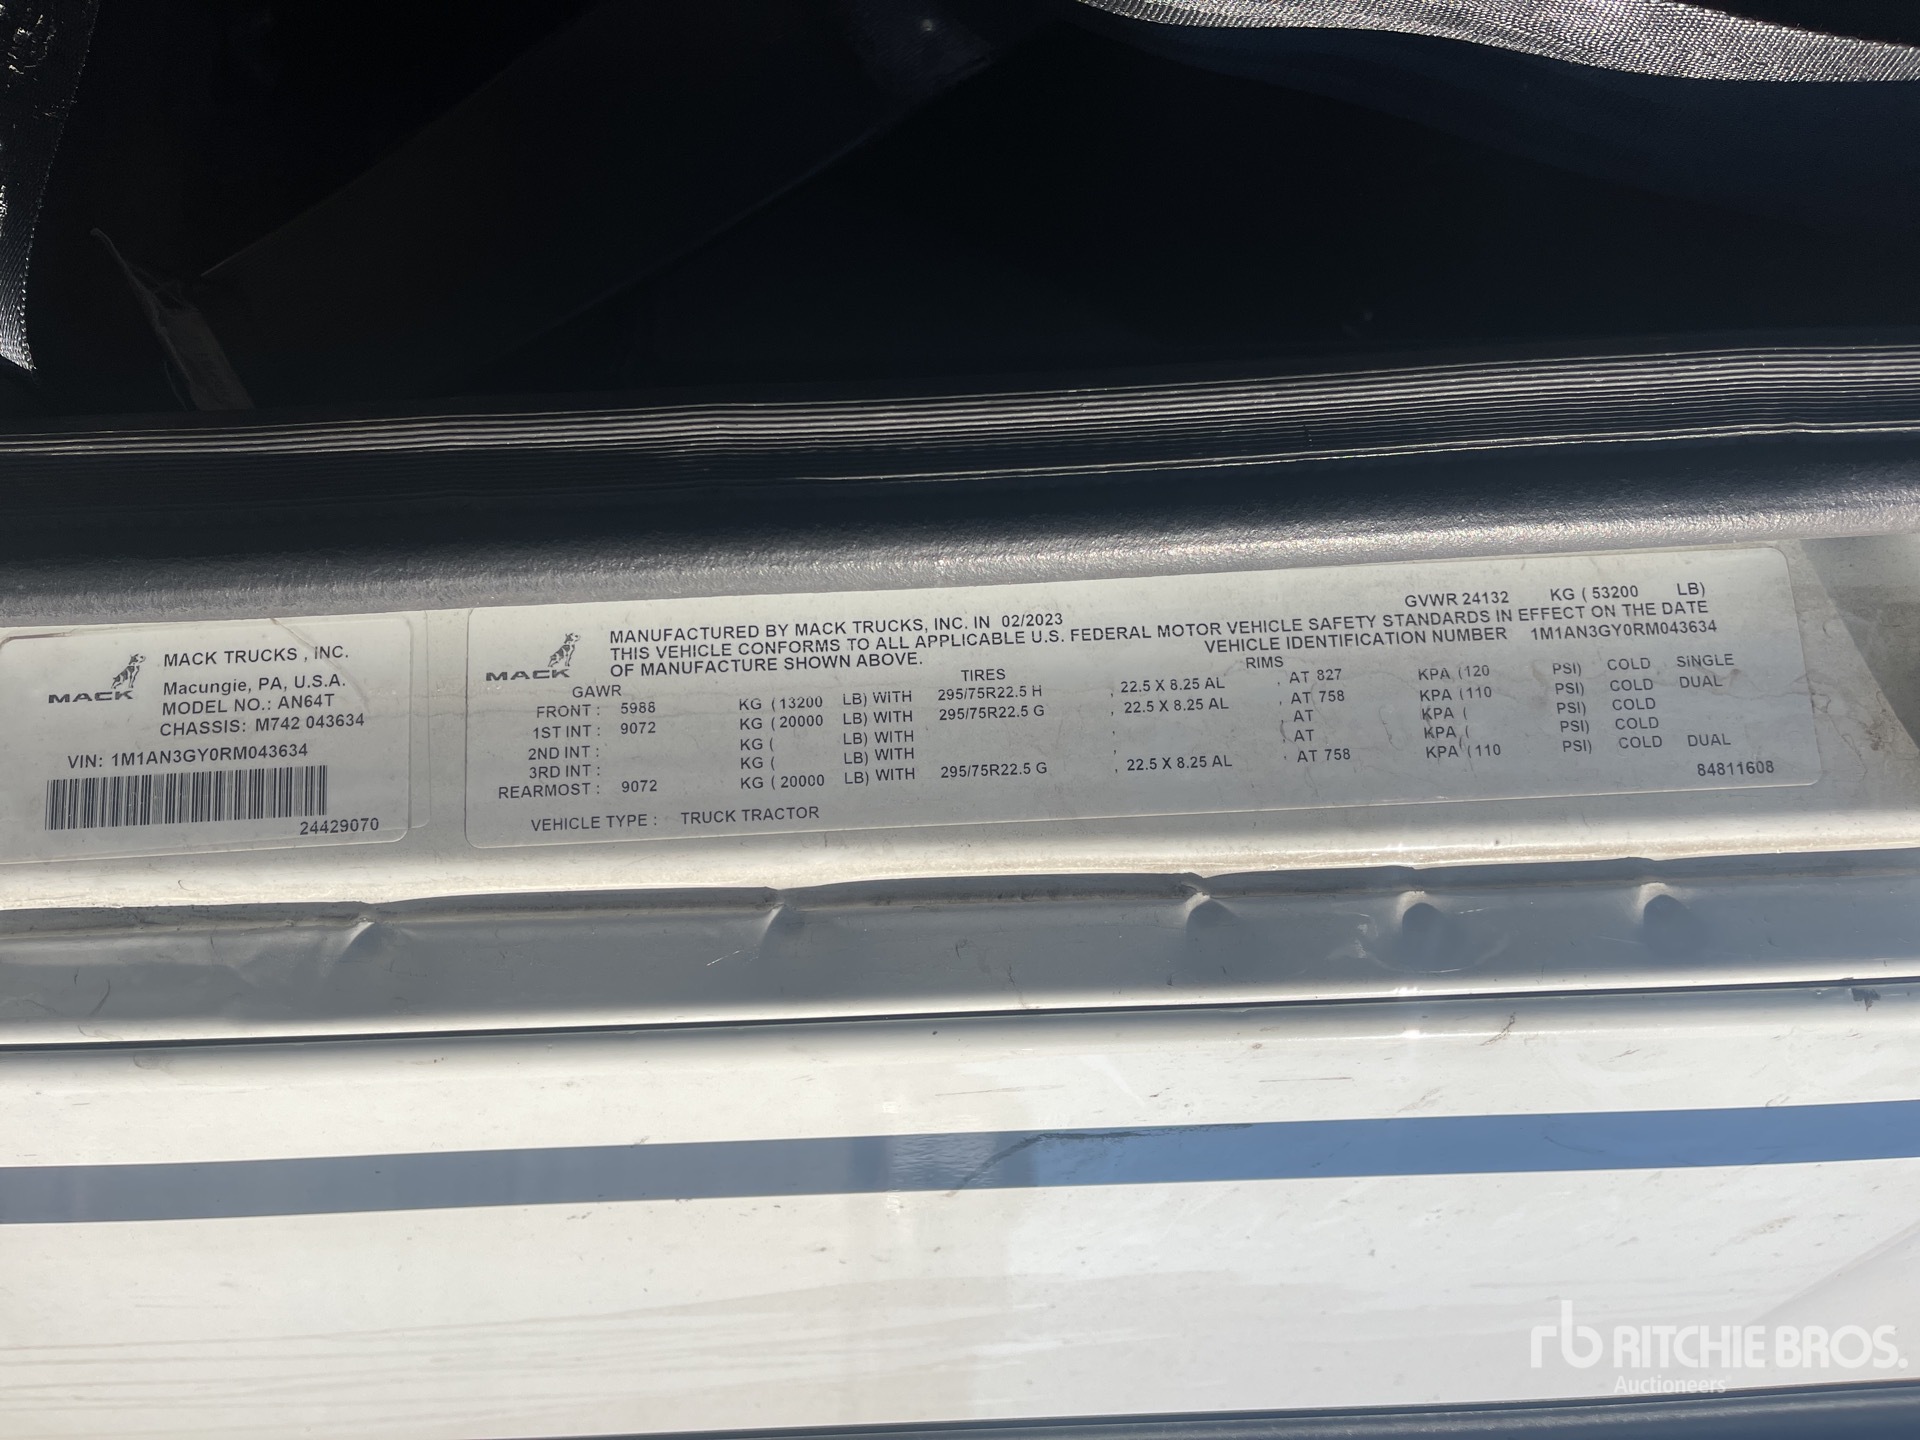 MACK
MACK TRUCKS , INC.
Macungie, PA, U.S.A.
MODEL NO.: AN64T
CHASSIS: M742 043634
VIN: 1M1AN3GY0RM043634
24429070
MACK
MANUFACTURED BY MACK TRUCKS, INC. IN 02/2023 GVWR 24132 KG ( 53200 LB)
THIS VEHICLE CONFORMS TO ALL APPLICABLE U.S. FEDERAL MOTOR VEHICLE SAFETY STANDARDS IN EFFECT ON THE DATE
OF MANUFACTURE SHOWN ABOVE. VEHICLE IDENTIFICATION NUMBER 1M1AN3GY0RM043634
GAWR TIRES RIMS
FRONT : 5988 KG ( 13200 LB) WITH 295/75R22.5 H , 22.5 X 8.25 AL , AT 827 KPA (120 PSI) COLD SINGLE
1ST INT : 9072 KG ( 20000 LB) WITH 295/75R22.5 G , 22.5 X 8.25 AL , AT 758 KPA (110 PSI) COLD DUAL
2ND INT : KG ( LB) WITH , , AT KPA ( PSI) COLD
3RD INT : KG ( LB) WITH , , AT KPA ( PSI) COLD
REARMOST : 9072 KG ( 20000 LB) WITH 295/75R22.5 G , 22.5 X 8.25 AL , AT 758 KPA (110 PSI) COLD DUAL
84811608
VEHICLE TYPE : TRUCK TRACTOR
rb RITCHIE BROS.
Auctioneers